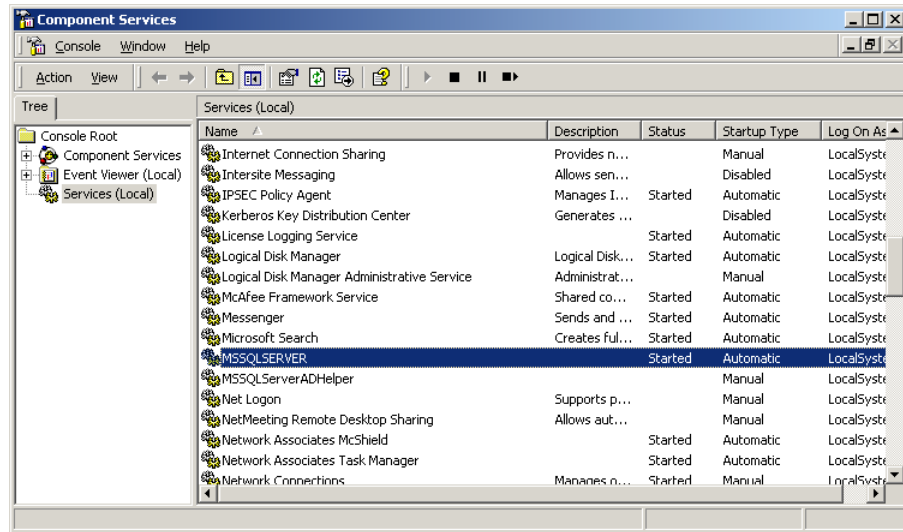 Component Services
Console Window Help
Action View
Tree
Services (Local)
Console Root
Component Services
Event Viewer (Local)
Services (Local)
Name Description Status Startup Type Log On As
Internet Connection Sharing Provides n... Manual LocalSyste
Intersite Messaging Allows sen... Disabled LocalSyste
IPSEC Policy Agent Manages I... Started Automatic LocalSyste
Kerberos Key Distribution Center Generates ... Disabled LocalSyste
License Logging Service Started Automatic LocalSyste
Logical Disk Manager Logical Disk... Started Automatic LocalSyste
Logical Disk Manager Administrative Service Administrat... Manual LocalSyste
McAfee Framework Service Shared co... Started Automatic LocalSyste
Messenger Sends and ... Started Automatic LocalSyste
Microsoft Search Creates ful... Started Automatic LocalSyste
MSSQLSERVER Started Automatic LocalSyste
MSSQLServerADHelper Manual LocalSyste
Net Logon Supports p... Manual LocalSyste
NetMeeting Remote Desktop Sharing Allows aut... Manual LocalSyste
Network Associates McShield Started Automatic LocalSyste
Network Associates Task Manager Started Automatic LocalSyste
Network Connections Manages o... Started Manual LocalSyste